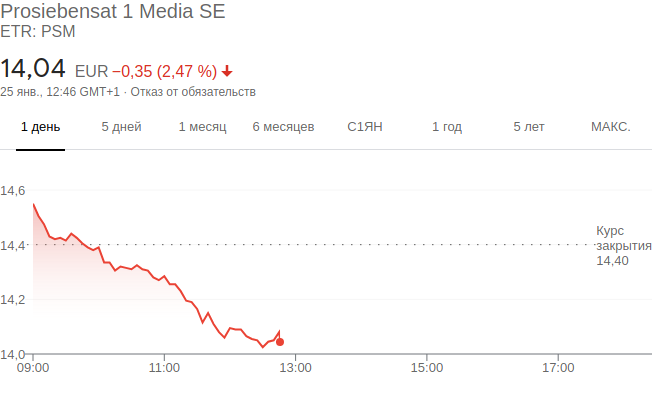 Prosiebensat 1 Media SE
ETR: PSM
14,04 EUR −0,35 (2,47 %)
25 янв., 12:46 GMT+1 · Отказ от обязательств
1 день 5 дней 1 месяц 6 месяцев С1ЯН 1 год 5 лет МАКС.
14,6
Курс
14,4 закрытия
14,40
14,2
14,0
09:00 11:00 13:00 15:00 17:00